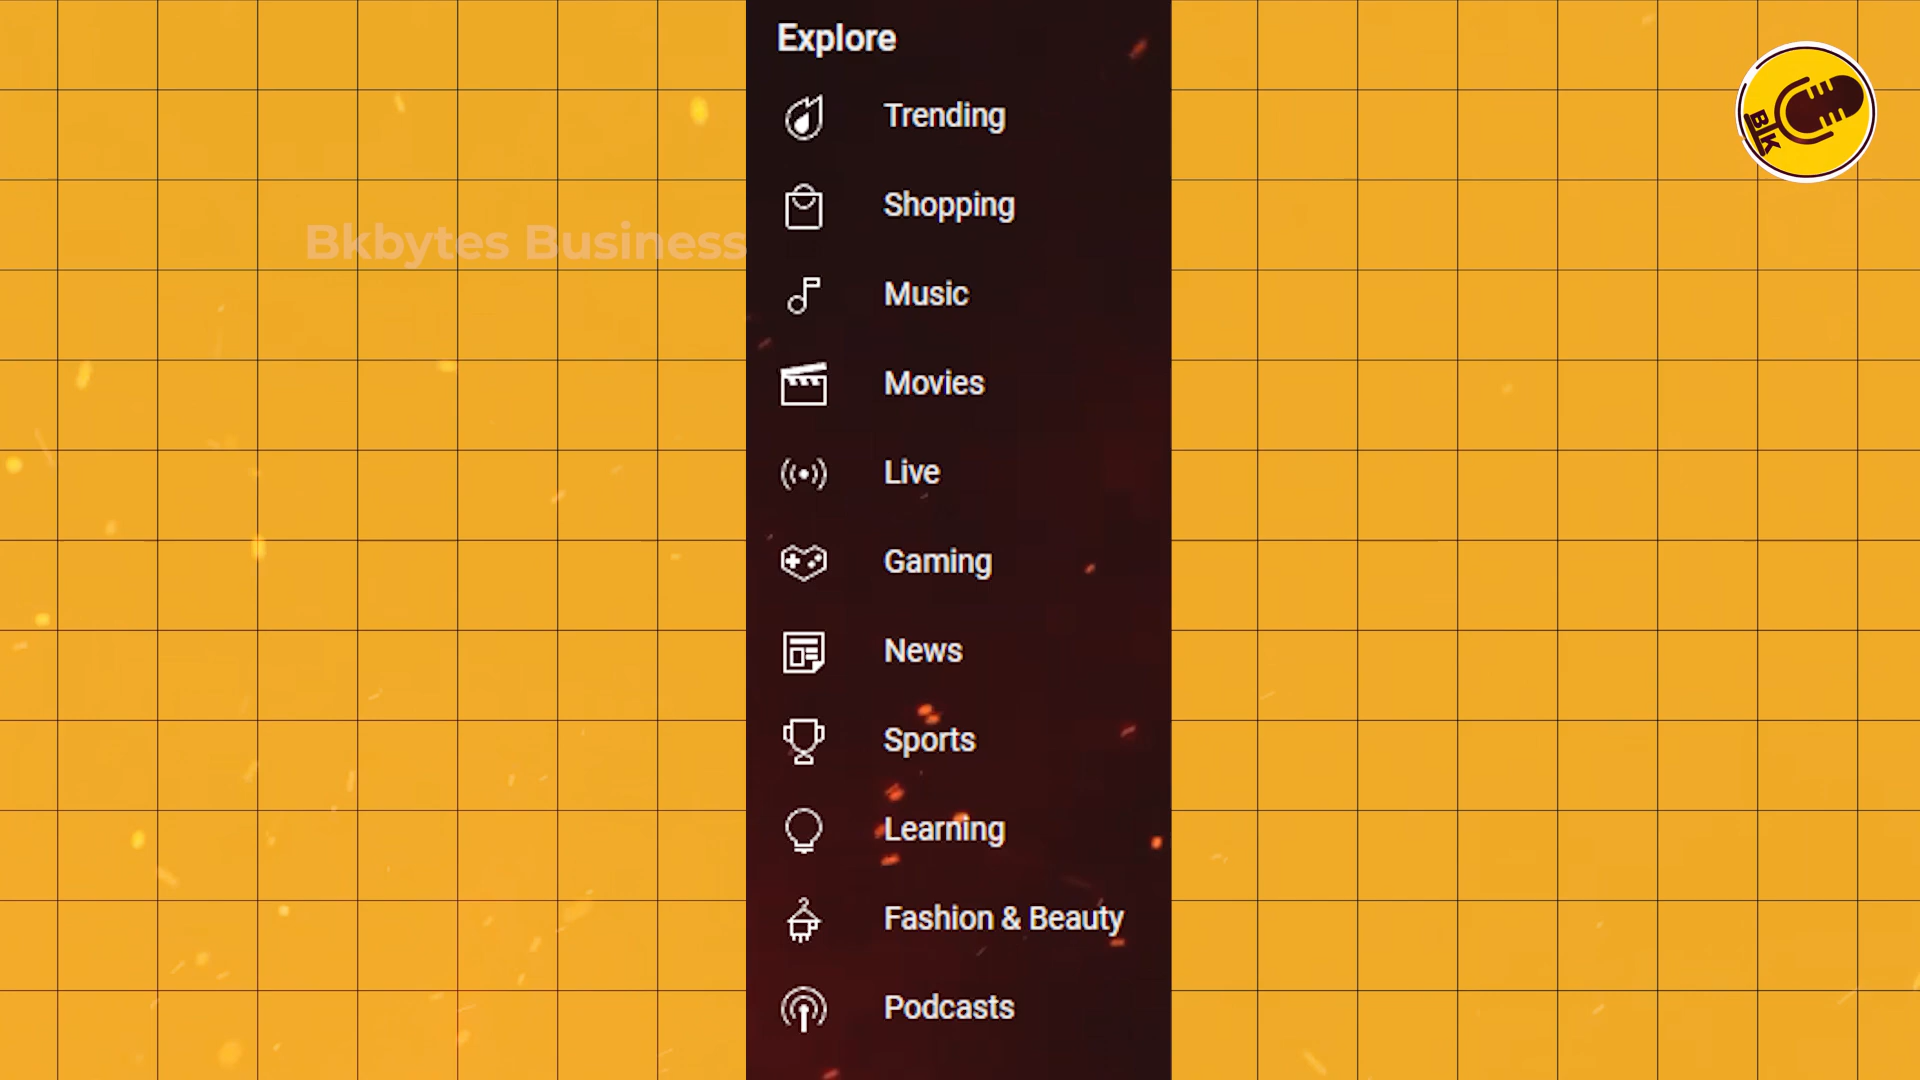 Explore
Trending
Shopping
Bkbytes Business
Music
Movies
Live
Gaming
News
Sports
Learning
Fashion & Beauty
Podcasts